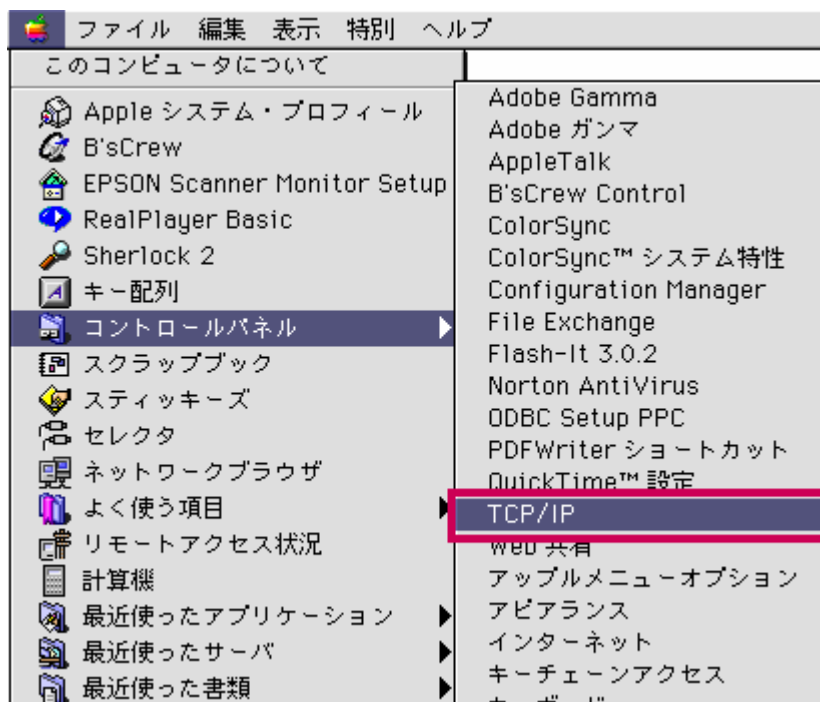 ファイル 編集 表示 特別 ヘルプ
このコンピュータについて
Apple システム・プロフィール
B'sCrew
EPSON Scanner Monitor Setup
RealPlayer Basic
Sherlock 2
キー配列
コントロールパネル
スクラップブック
スティッキーズ
セレクタ
ネットワークブラウザ
よく使う項目
リモートアクセス状況
計算機
最近使ったアプリケーション
最近使ったサーバ
最近使った書類
Adobe Gamma
Adobe ガンマ
AppleTalk
B'sCrew Control
ColorSync
ColorSync™ システム特性
Configuration Manager
File Exchange
Flash-It 3.0.2
Norton AntiVirus
ODBC Setup PPC
PDFWriter ショートカット
QuickTime™ 設定
TCP/IP
Web 共有
アップルメニューオプション
アピアランス
インターネット
キーチェーンアクセス